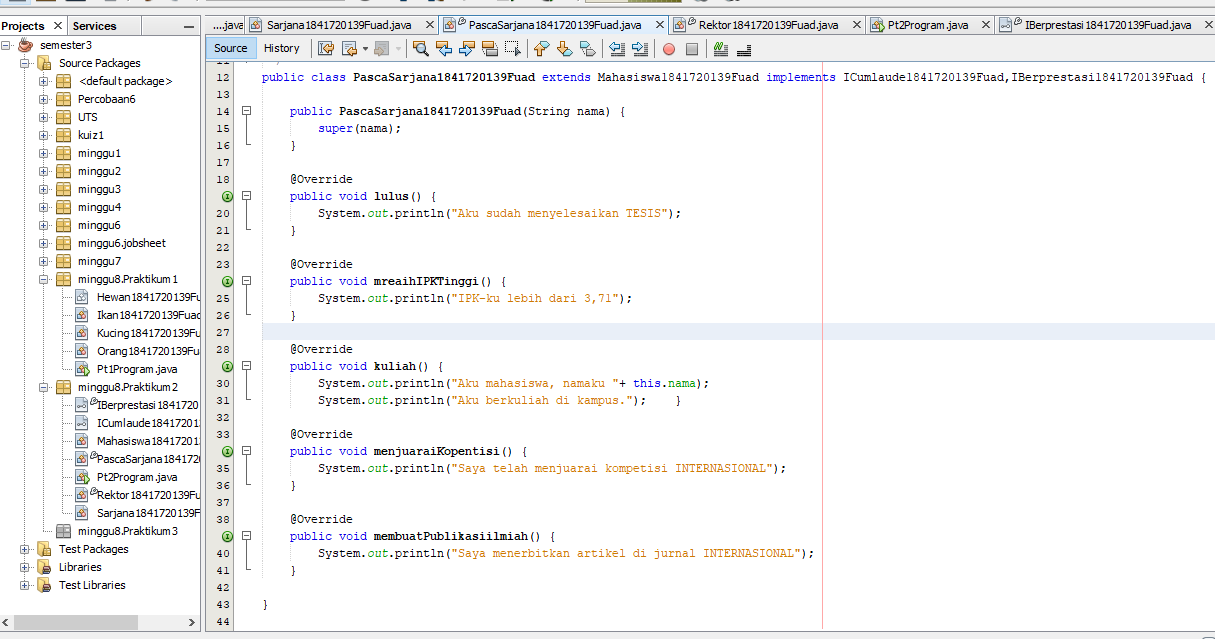 Projects
Services
semester3
Source Packages
<default package>
Percobaan6
UTS
kuiz1
minggu1
minggu2
minggu3
minggu4
minggu6
minggu6.jobsheet
minggu7
minggu8.Praktikum1
Hewan1841720139Fu
Ikan1841720139Fuad
Kucing1841720139Fu
Orang1841720139Fu
Pt1Program.java
minggu8.Praktikum2
IBerprestasi184172
ICumlaude18417201
Mahasiswa18417201
PascaSarjana184172
Pt2Program.java
Rektor1841720139Fu
Sarjana1841720139F
minggu8.Praktikum3
Test Packages
Libraries
Test Libraries
....java Sarjana1841720139Fuad.java PascaSarjana1841720139Fuad.java Rektor1841720139Fuad.java Pt2Program.java IBerprestasi1841720139Fuad.java
Source History
11
12 public class PascaSarjana1841720139Fuad extends Mahasiswa1841720139Fuad implements ICumlaude1841720139Fuad,IBerprestasi1841720139Fuad {
13
14 public PascaSarjana1841720139Fuad(String nama) {
15 super(nama);
16 }
17
18 @Override
public void lulus() {
20 System.out.println("Aku sudah menyelesaikan TESIS");
21 }
22
23 @Override
public void mreaihIPKTinggi() {
25 System.out.println("IPK-ku lebih dari 3,71");
26 }
27
28 @Override
public void kuliah() {
30 System.out.println("Aku mahasiswa, namaku "+ this.nama);
31 System.out.println("Aku berkuliah di kampus."); }
32
33 @Override
public void menjuaraiKopentisi() {
35 System.out.println("Saya telah menjuarai kompetisi INTERNASIONAL");
36 }
37
38 @Override
public void membuatPublikasiilmiah() {
40 System.out.println("Saya menerbitkan artikel di jurnal INTERNASIONAL");
41 }
42
43 }
44